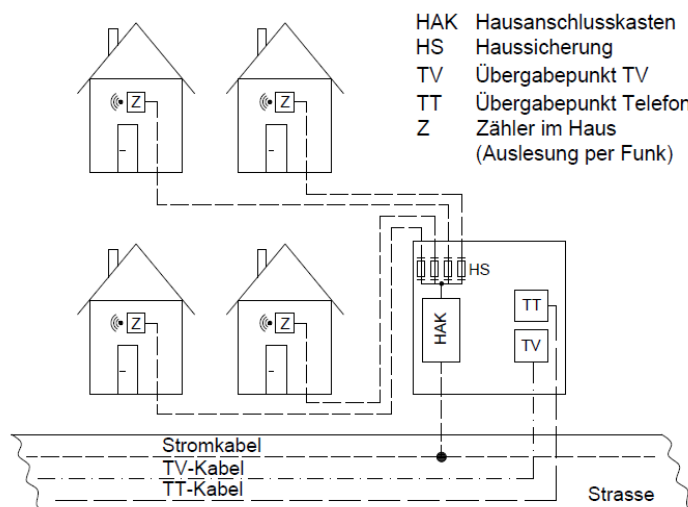 HAK Hausanschlusskasten
HS Haussicherung
TV Übergabepunkt TV
TT Übergabepunkt Telefon
Z Zähler im Haus
(Auslesung per Funk)
Z
Z
HS
Z
Z
HAK
TT
TV
Stromkabel
TV-Kabel
TT-Kabel
Strasse